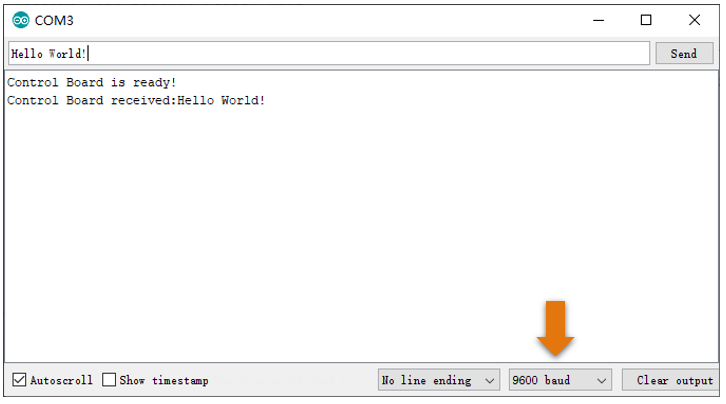 COM3
Hello World!
Send
Control Board is ready!
Control Board received:Hello World!
Autoscroll
Show timestamp
No line ending
9600 baud
Clear output